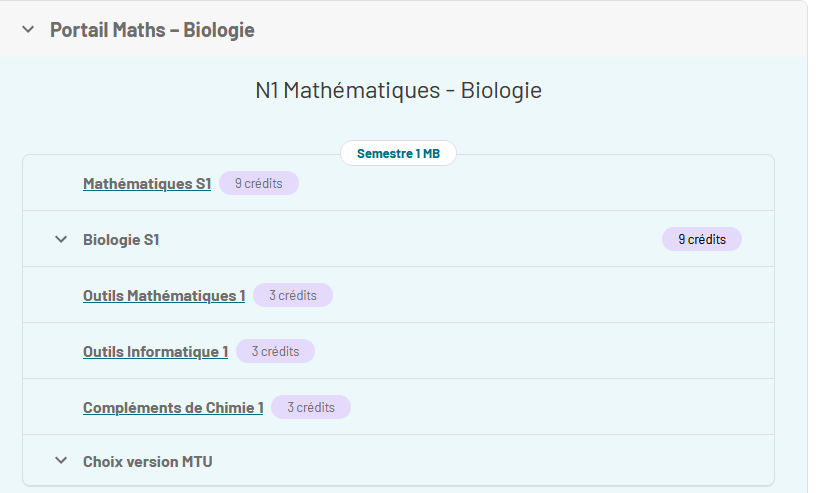 Portail Maths – Biologie
N1 Mathématiques - Biologie
Semestre 1 MB
Mathématiques S1 9 crédits
Biologie S1 9 crédits
Outils Mathématiques 1 3 crédits
Outils Informatique 1 3 crédits
Compléments de Chimie 1 3 crédits
Choix version MTU